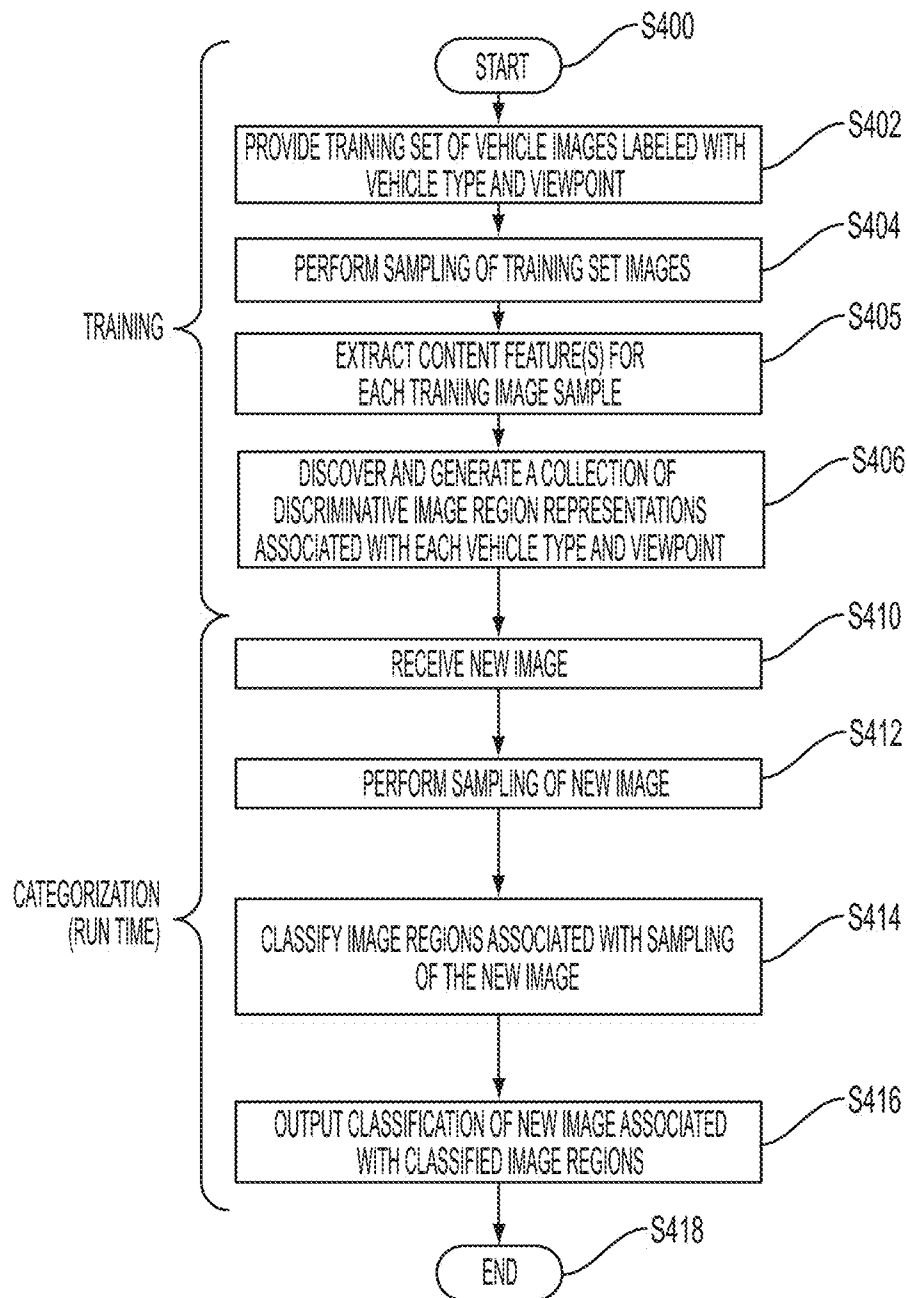 S400
START
S402
PROVIDE TRAINING SET OF VEHICLE IMAGES LABELED WITH
VEHICLE TYPE AND VIEWPOINT
S404
PERFORM SAMPLING OF TRAINING SET IMAGES
TRAINING
S405
EXTRACT CONTENT FEATURE(S) FOR
EACH TRAINING IMAGE SAMPLE
S406
DISCOVER AND GENERATE A COLLECTION OF
DISCRIMINATIVE IMAGE REGION REPRESENTATIONS
ASSOCIATED WITH EACH VEHICLE TYPE AND VIEWPOINT
S410
RECEIVE NEW IMAGE
S412
PERFORM SAMPLING OF NEW IMAGE
CATEGORIZATION
(RUN TIME)
S414
CLASSIFY IMAGE REGIONS ASSOCIATED WITH SAMPLING
OF THE NEW IMAGE
S416
OUTPUT CLASSIFICATION OF NEW IMAGE ASSOCIATED
WITH CLASSIFIED IMAGE REGIONS
S418
END